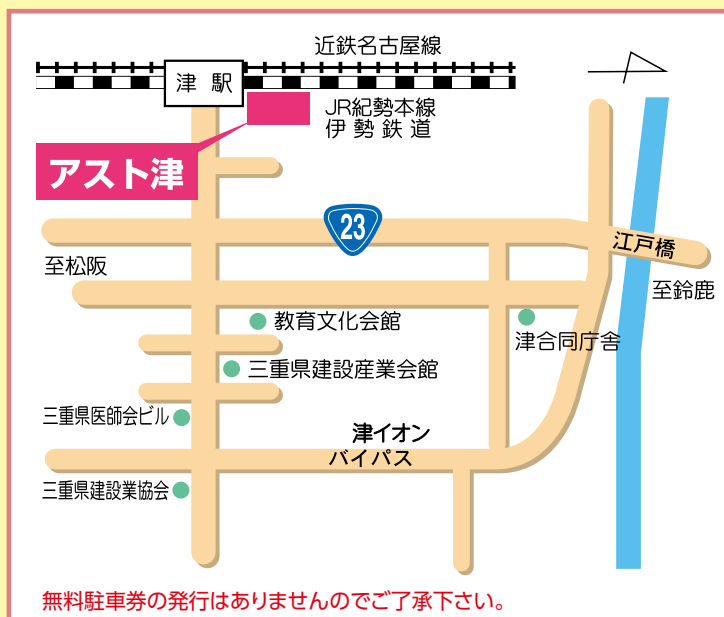 近鉄名古屋線
津 駅
JR紀勢本線
伊 勢 鉄 道
アスト津
23
江戸橋
至松阪
至鈴鹿
教育文化会館
津合同庁舎
三重県建設産業会館
三重県医師会ビル
津イオン
バイパス
三重県建設業協会
無料駐車券の発行はありませんのでご了承下さい。